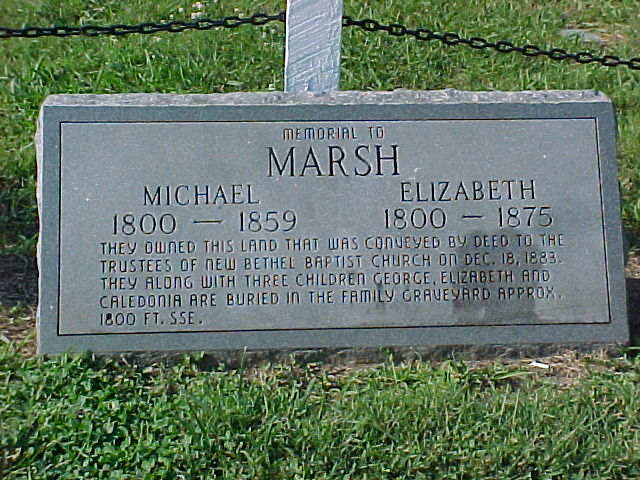 MEMORIAL TO
MARSH
MICHAEL ELIZABETH
1800 — 1859 1800 — 1875
THEY OWNED THIS LAND THAT WAS CONVEYED BY DEED TO THE
TRUSTEES OF NEW BETHEL BAPTIST CHURCH ON DEC. 18, 1883.
THEY ALONG WITH THREE CHILDREN GEORGE, ELIZABETH AND
CALEDONIA ARE BURIED IN THE FAMILY GRAVEYARD APPROX.
1800 FT. SSE.